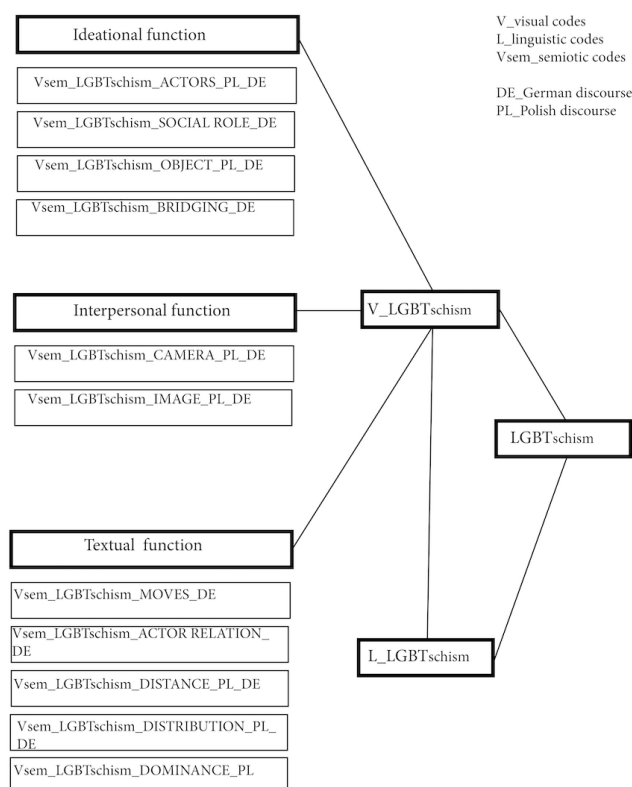 Ideational function
Vsem_LGBTschism_ACTORS_PL_DE
Vsem_LGBTschism_SOCIAL ROLE_DE
Vsem_LGBTschism_OBJECT_PL_DE
Vsem_LGBTschism_BRIDGING_DE
Interpersonal function
Vsem_LGBTschism_CAMERA_PL_DE
Vsem_LGBTschism_IMAGE_PL_DE
Textual function
Vsem_LGBTschism_MOVES_DE
Vsem_LGBTschism_ACTOR RELATION_
DE
Vsem_LGBTschism_DISTANCE_PL_DE
Vsem_LGBTschism_DISTRIBUTION_PL_
DE
Vsem_LGBTschism_DOMINANCE_PL
V_LGBTschism
L_LGBTschism
LGBTschism
V_visual codes
L_linguistic codes
Vsem_semiotic codes
DE_German discourse
PL_Polish discourse